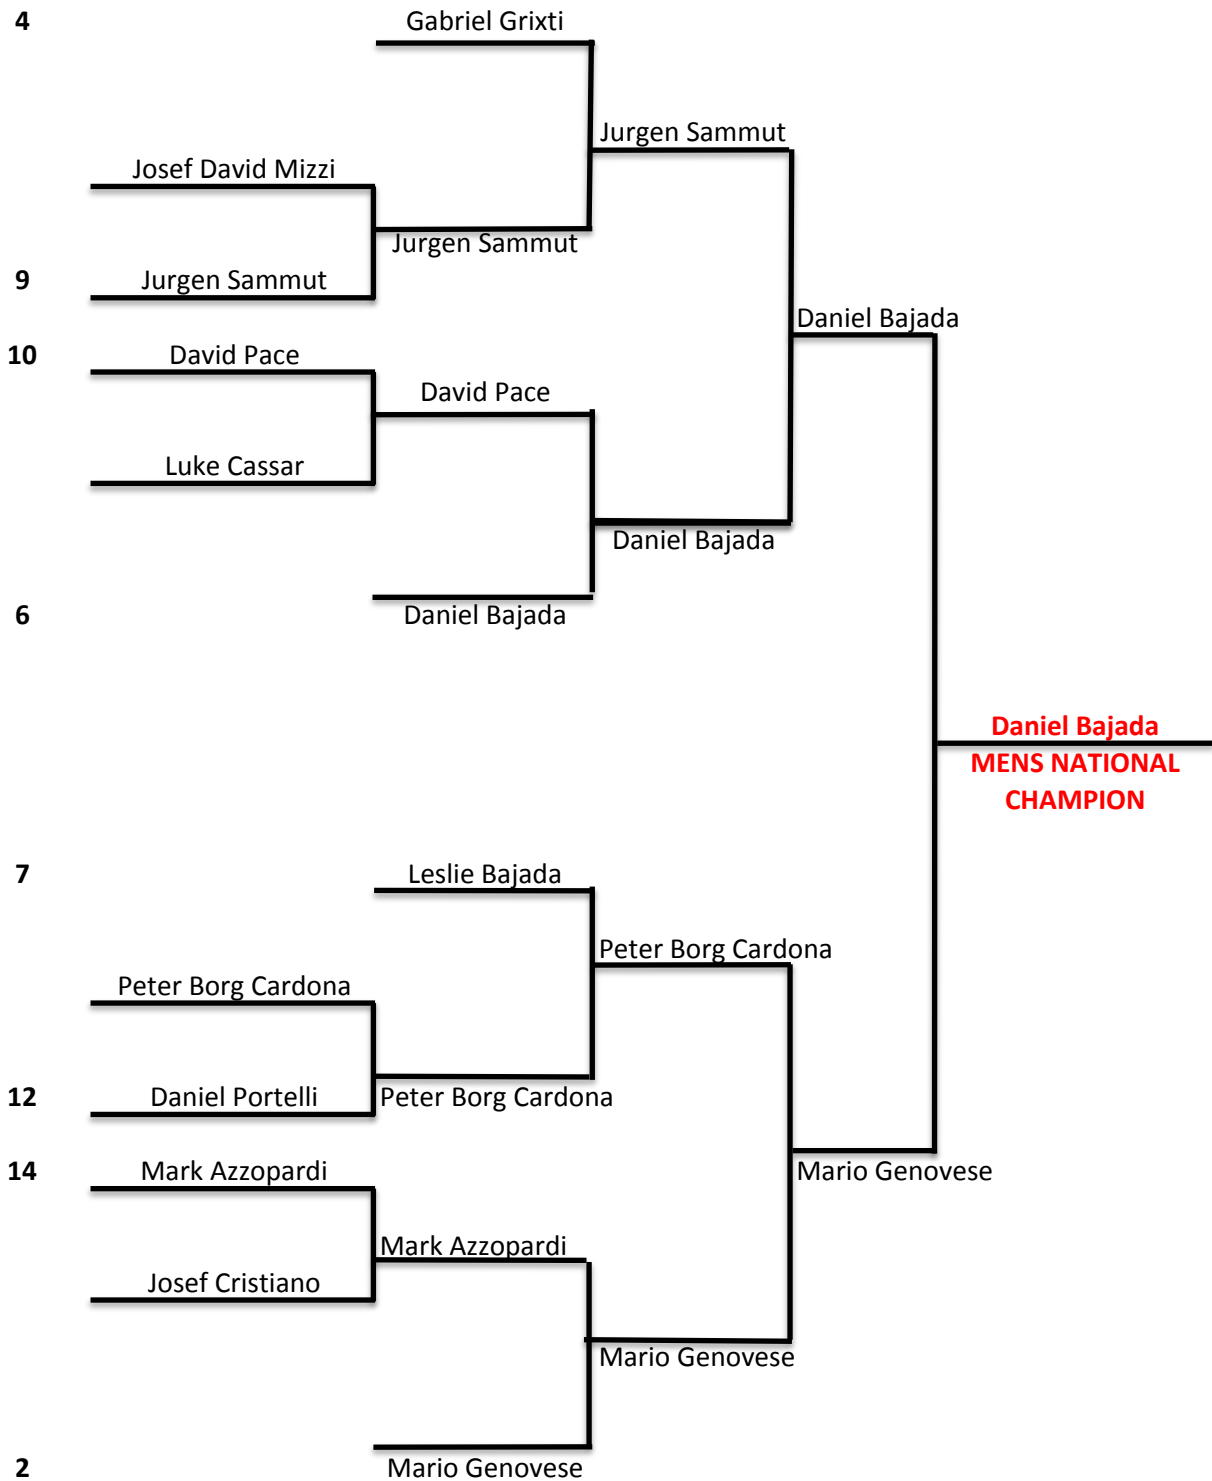 4
Gabriel Grixti
Jurgen Sammut
Josef David Mizzi
Jurgen Sammut
9
Jurgen Sammut
Daniel Bajada
10
David Pace
David Pace
Luke Cassar
Daniel Bajada
6
Daniel Bajada
Daniel Bajada
MENS NATIONAL
CHAMPION
7
Leslie Bajada
Peter Borg Cardona
Peter Borg Cardona
12
Daniel Portelli
Peter Borg Cardona
14
Mark Azzopardi
Mario Genovese
Mark Azzopardi
Josef Cristiano
Mario Genovese
2
Mario Genovese